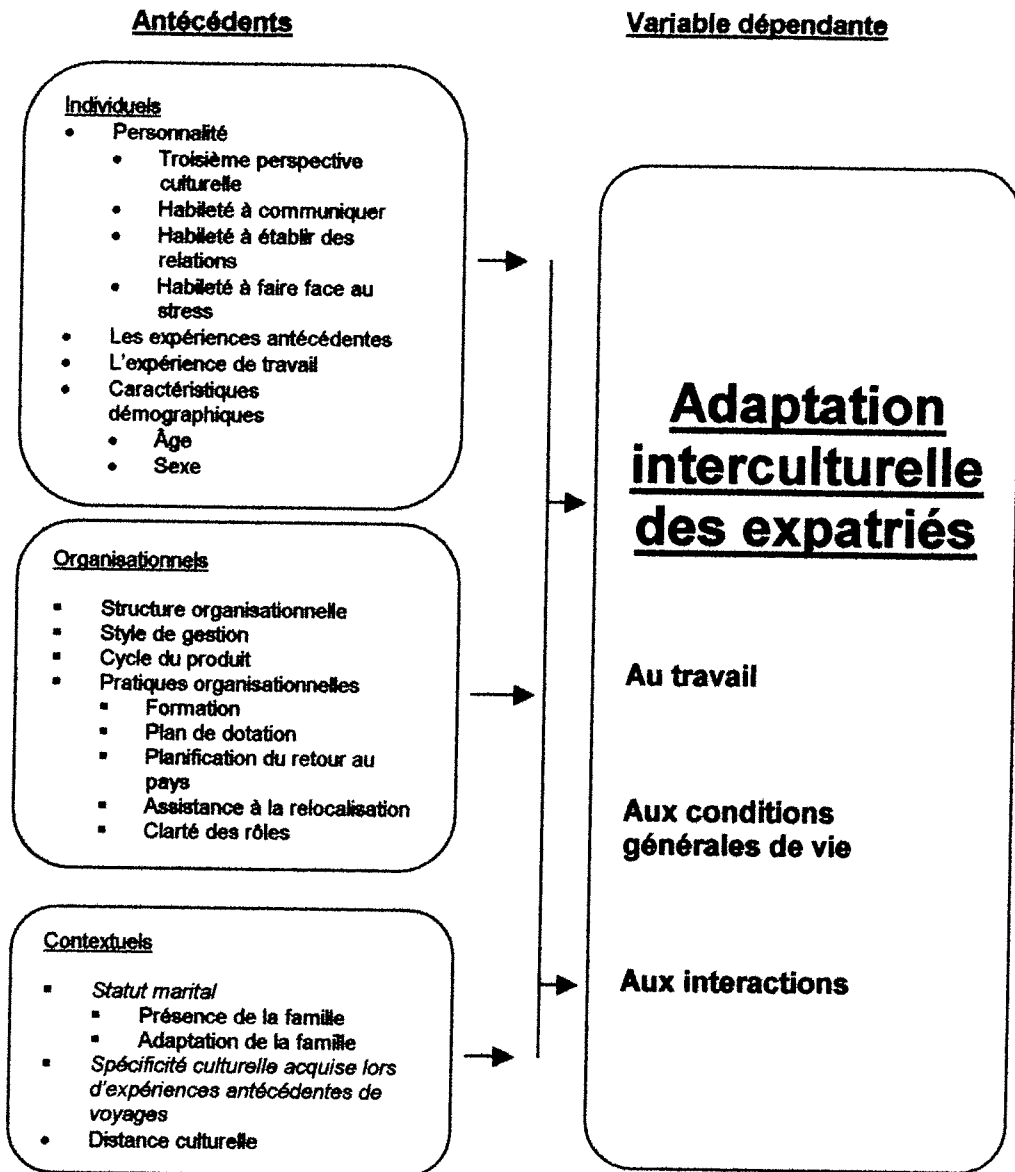 Antécédents
Variable dépendante
Individuels
• Personnalité
• Troisième perspective
culturelle
• Habileté à communiquer
• Habileté à établir des
relations
• Habileté à faire face au
stress
• Les expériences antécédentes
• L'expérience de travail
• Caractéristiques
démographiques
• Âge
• Sexe
Organisationnels
▪ Structure organisationnelle
▪ Style de gestion
▪ Cycle du produit
▪ Pratiques organisationnelles
▪ Formation
▪ Plan de dotation
▪ Planification du retour au
pays
▪ Assistance à la relocalisation
▪ Clarté des rôles
Contextuels
▪ Statut marital
▪ Présence de la famille
▪ Adaptation de la famille
▪ Spécificité culturelle acquise lors
d'expériences antécédentes de
voyages
• Distance culturelle
Adaptation
interculturelle
des expatriés
Au travail
Aux conditions
générales de vie
Aux interactions